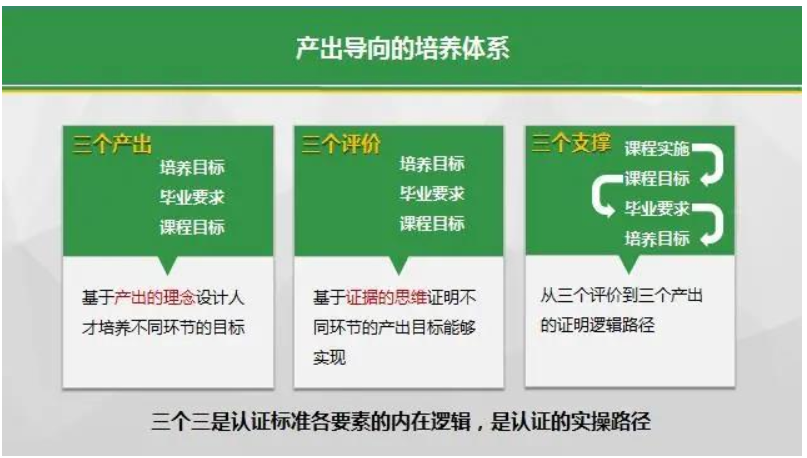 产出导向的培养体系
三个产出
培养目标
毕业要求
课程目标
基于产出的理念设计人
才培养不同环节的目标
三个评价
培养目标
毕业要求
课程目标
基于证据的思维证明不
同环节的产出目标能够
实现
三个支撑
课程实施
课程目标
毕业要求
培养目标
从三个评价到三个产出
的证明逻辑路径
三个三是认证标准各要素的内在逻辑，是认证的实操路径